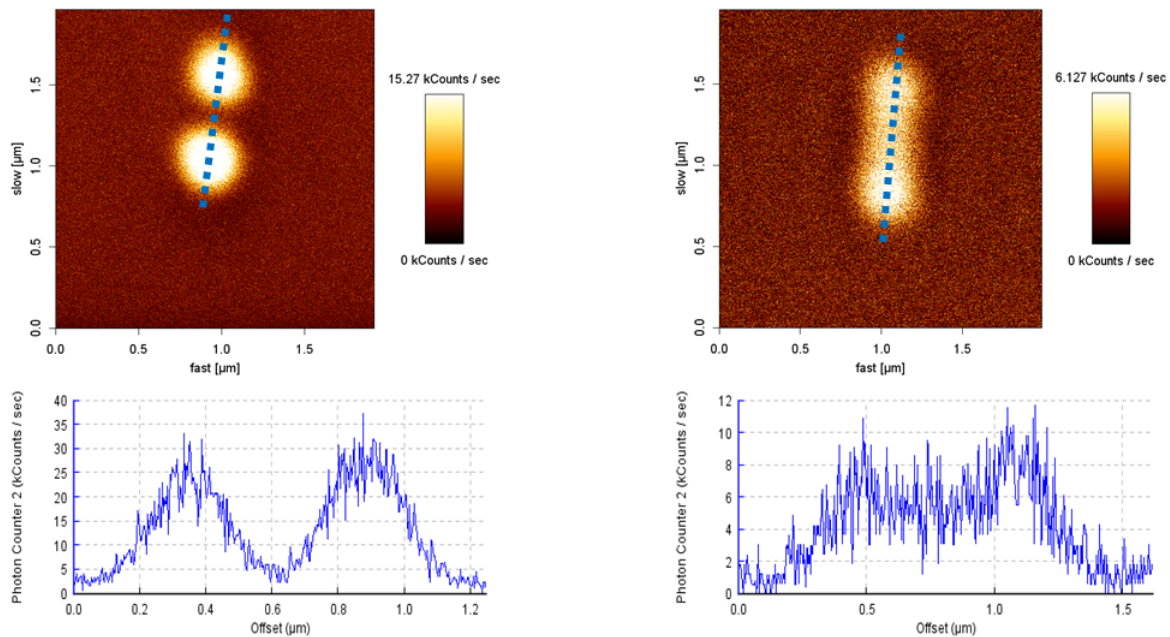 15.27 kCounts / sec
0 kCounts / sec
slow [µm]
1.5
1.0
0.5
0.0
0.0 0.5 1.0 1.5
fast [µm]
6.127 kCounts / sec
0 kCounts / sec
slow [µm]
1.5
1.0
0.5
0.0
0.0 0.5 1.0 1.5
fast [µm]
Photon Counter 2 (kCounts / sec)
40
35
30
25
20
15
10
5
0
0.0 0.2 0.4 0.6 0.8 1.0 1.2
Offset (µm)
Photon Counter 2 (kCounts / sec)
12
10
8
6
4
2
0
0.0 0.5 1.0 1.5
Offset (µm)